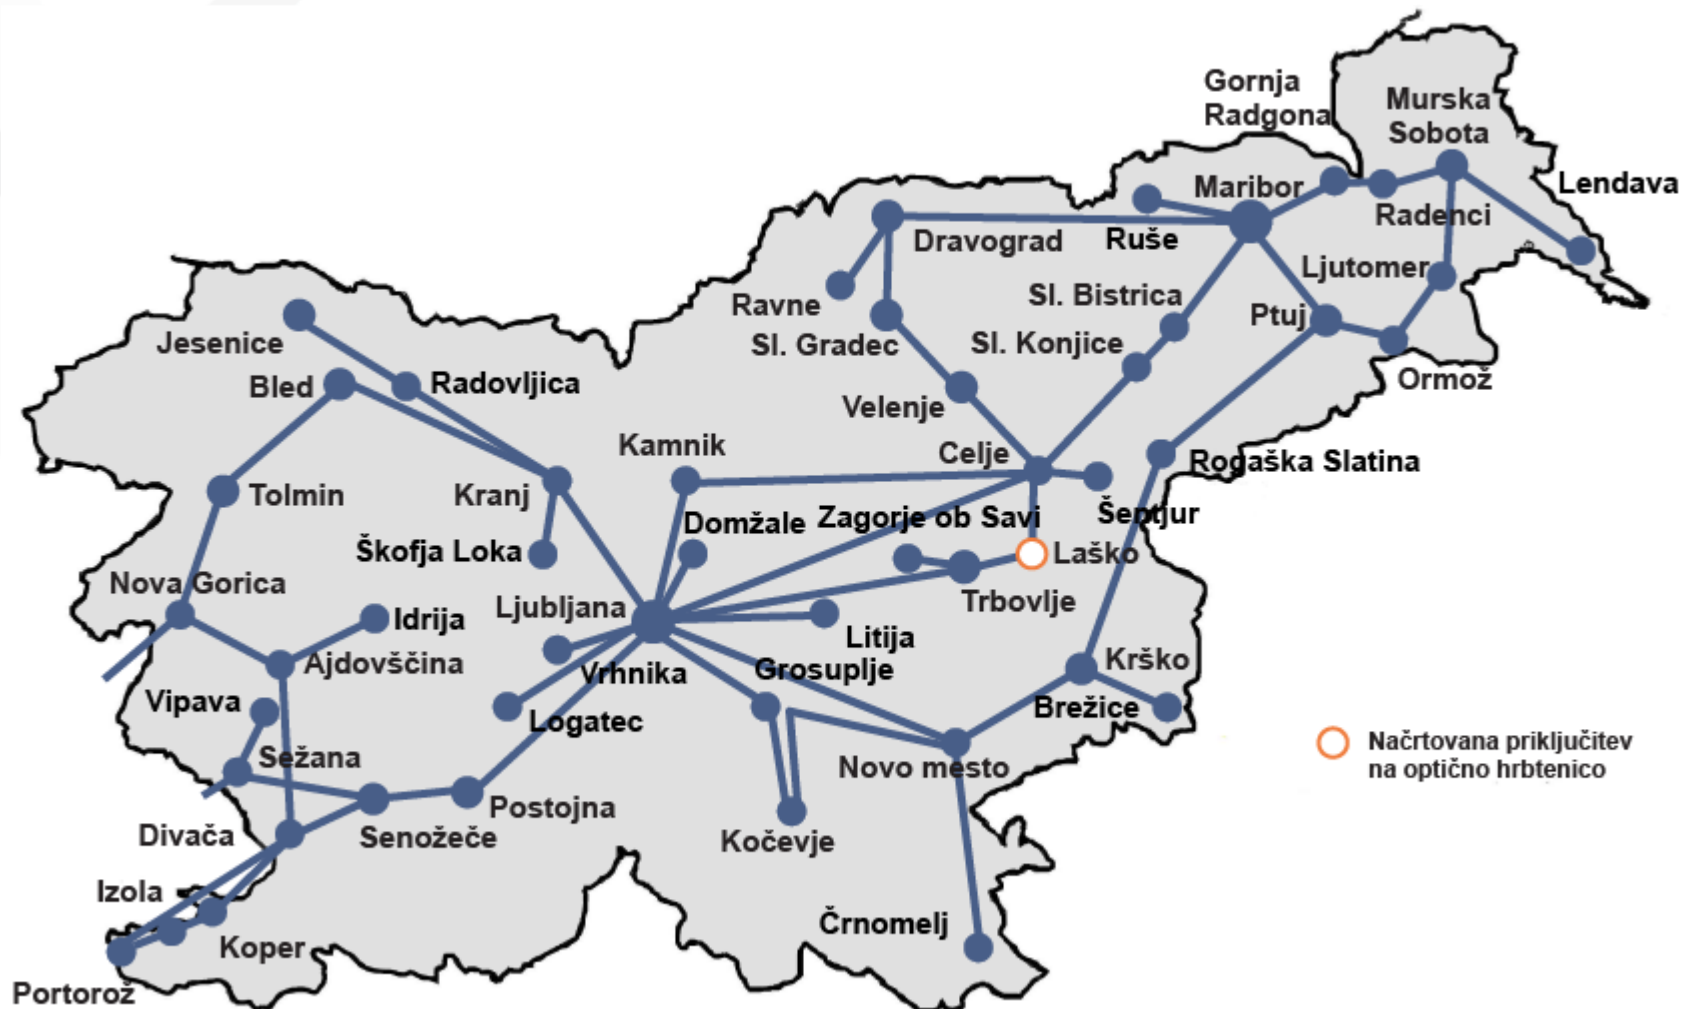 Gornja
Radgona
Murska
Sobota
Lendava
Maribor
Radenci
Dravograd
Ruše
Ljutomer
Ravne
Sl. Bistrica
Ptuj
Jesenice
Sl. Gradec
Sl. Konjice
Bled
Radovljica
Ormož
Velenje
Kamnik
Celje
Rogaška Slatina
Tolmin
Kranj
Domžale
Zagorje ob Savi
Šentjur
Škofja Loka
Laško
Nova Gorica
Ljubljana
Trbovlje
Idrija
Litija
Ajdovščina
Vrhnika
Grosuplje
Krško
Vipava
Logatec
Brežice
Sežana
Novo mesto
Načrtovana priključitev
na optično hrbtenico
Postojna
Divača
Senožeče
Kočevje
Izola
Črnomelj
Koper
Portorož